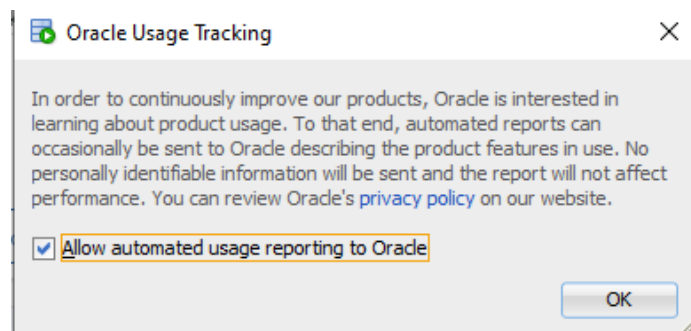 Oracle Usage Tracking
In order to continuously improve our products, Oracle is interested in
learning about product usage. To that end, automated reports can
occasionally be sent to Oracle describing the product features in use. No
personally identifiable information will be sent and the report will not affect
performance. You can review Oracle's privacy policy on our website.
Allow automated usage reporting to Oracle
OK